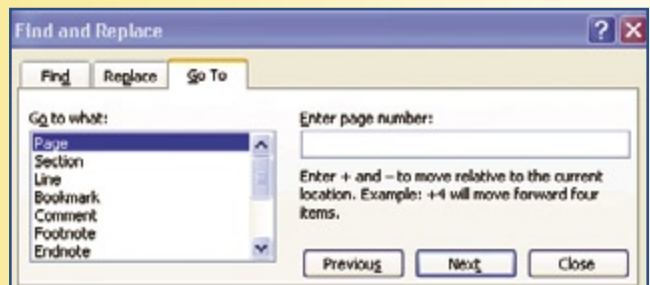 Find and Replace
Find Replace Go To
Go to what:
Page
Section
Line
Bookmark
Comment
Footnote
Endnote
Enter page number:
Enter + and – to move relative to the current
location. Example: +4 will move forward four
items.
Previous Next Close